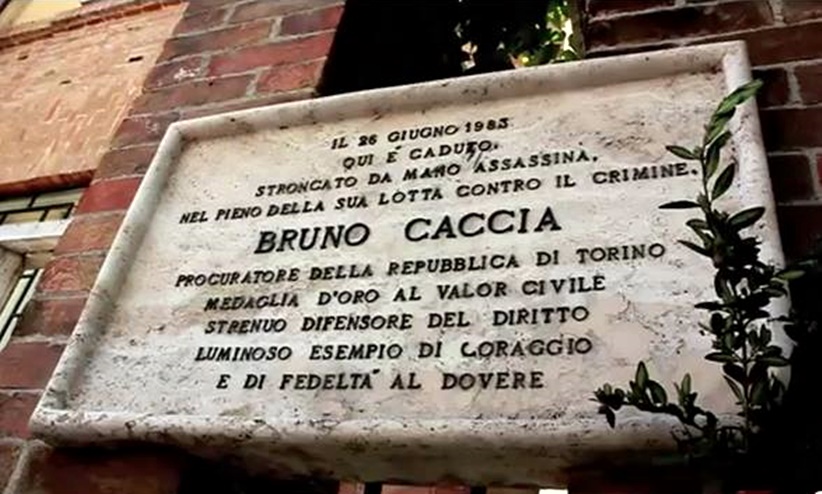 IL 26 GIUGNO 1983
QUI E' CADUTO,
STRONCATO DA MANO ASSASSINA,
NEL PIENO DELLA SUA LOTTA CONTRO IL CRIMINE.
BRUNO CACCIA
PROCURATORE DELLA REPUBBLICA DI TORINO
MEDAGLIA D'ORO AL VALOR CIVILE
STRENUO DIFENSORE DEL DIRITTO
LUMINOSO ESEMPIO DI CORAGGIO
E DI FEDELTA' AL DOVERE